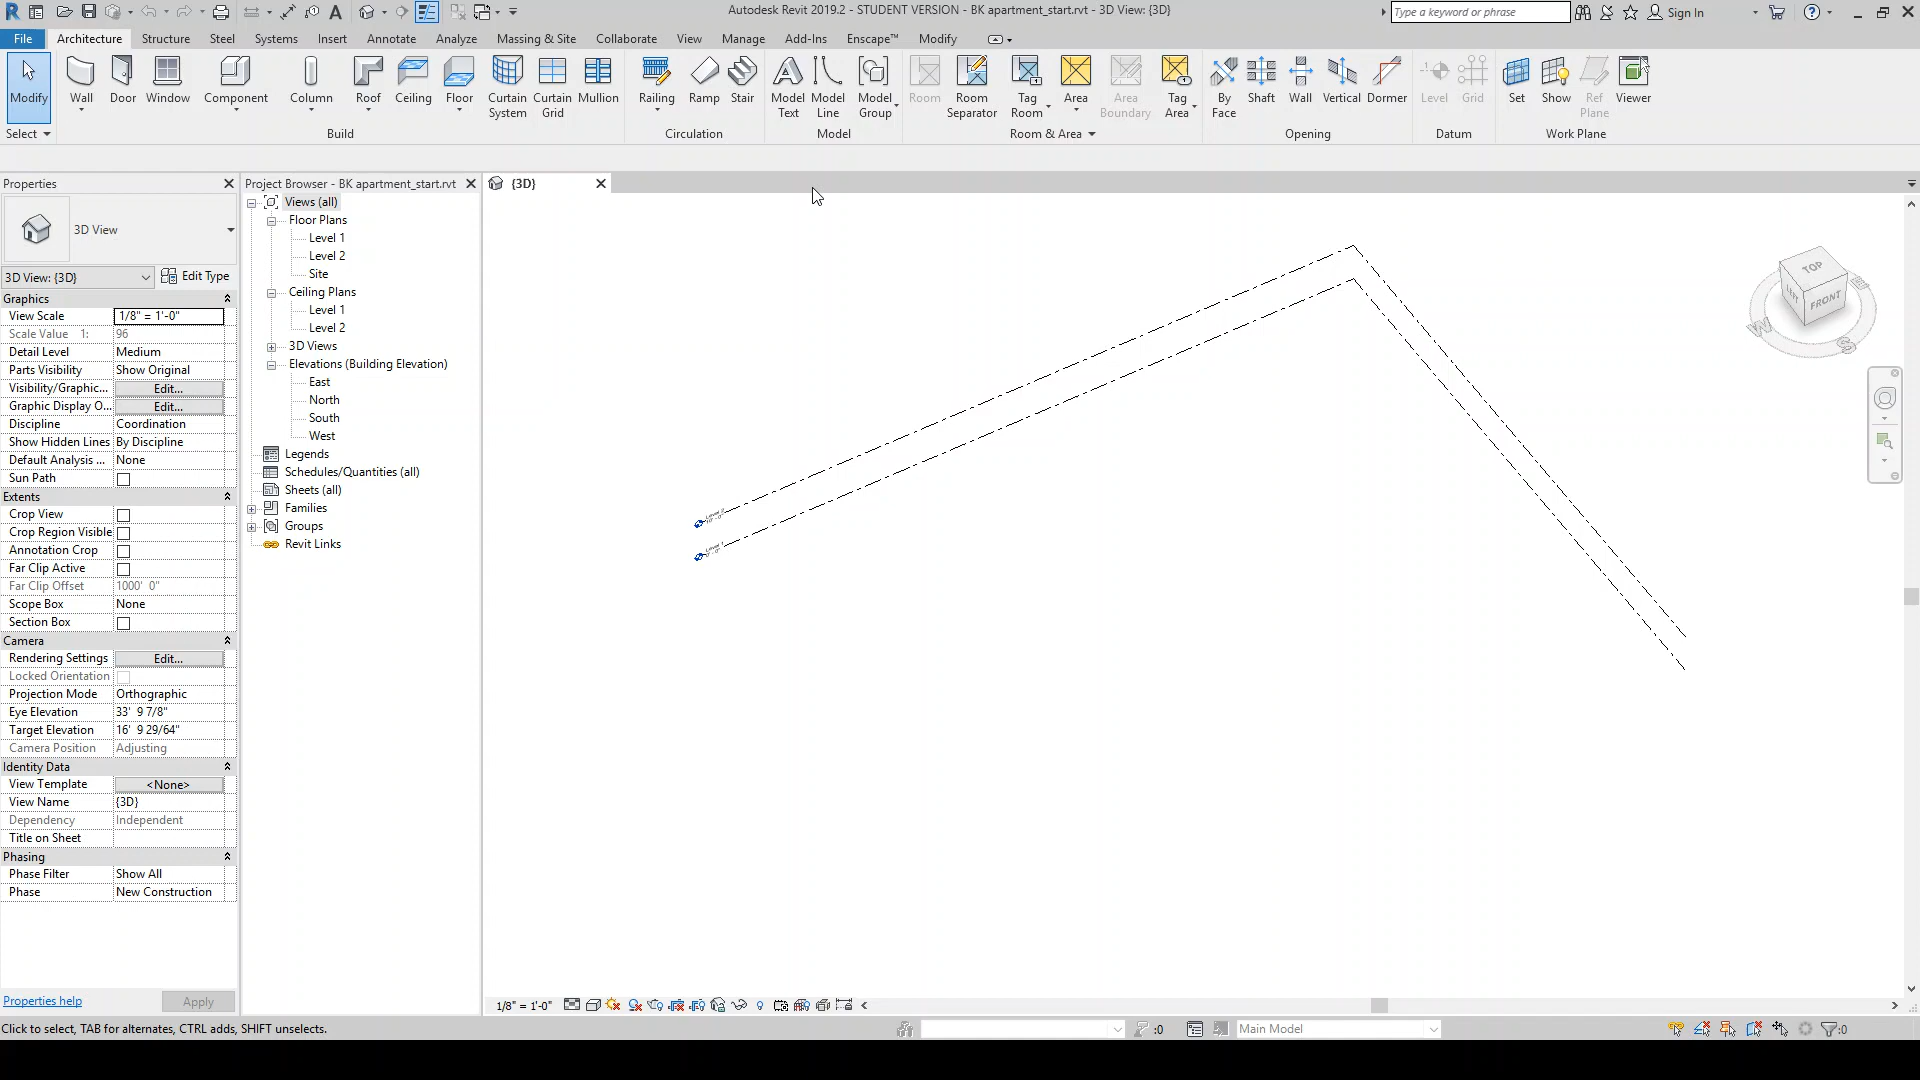 Autodesk Revit 2019.2 - STUDENT VERSION - BK apartment_start.rvt - 3D View: {3D}
Type a keyword or phrase
Sign In
File Architecture Structure Steel Systems Insert Annotate Analyze Massing & Site Collaborate View Manage Add-Ins Enscape™ Modify
Modify
Wall
Door
Window
Component
Column
Roof
Ceiling
Floor
Curtain System
Curtain Grid
Mullion
Railing
Ramp
Stair
Model Text
Model Line
Model Group
Room
Room Separator
Tag Room
Area
Area Boundary
Tag Area
By Face
Shaft
Wall
Vertical
Dormer
Level
Grid
Set
Show
Ref Plane
Viewer
Select Build Circulation Model Room & Area Opening Datum Work Plane
Properties
3D View
3D View: {3D} Edit Type
Graphics
View Scale 1/8" = 1'-0"
Scale Value 1: 96
Detail Level Medium
Parts Visibility Show Original
Visibility/Graphic... Edit...
Graphic Display O... Edit...
Discipline Coordination
Show Hidden Lines By Discipline
Default Analysis ... None
Sun Path
Extents
Crop View
Crop Region Visible
Annotation Crop
Far Clip Active
Far Clip Offset 1000' 0"
Scope Box None
Section Box
Camera
Rendering Settings Edit...
Locked Orientation
Projection Mode Orthographic
Eye Elevation 33' 9 7/8"
Target Elevation 16' 9 29/64"
Camera Position Adjusting
Identity Data
View Template <None>
View Name {3D}
Dependency Independent
Title on Sheet
Phasing
Phase Filter Show All
Phase New Construction
Properties help Apply
Project Browser - BK apartment_start.rvt
Views (all)
Floor Plans
Level 1
Level 2
Site
Ceiling Plans
Level 1
Level 2
3D Views
Elevations (Building Elevation)
East
North
South
West
Legends
Schedules/Quantities (all)
Sheets (all)
Families
Groups
Revit Links
{3D}
TOP
LEFT
FRONT
W
S
Level 2
Level 1
1/8" = 1'-0"
Click to select, TAB for alternates, CTRL adds, SHIFT unselects.
:0
Main Model
:0